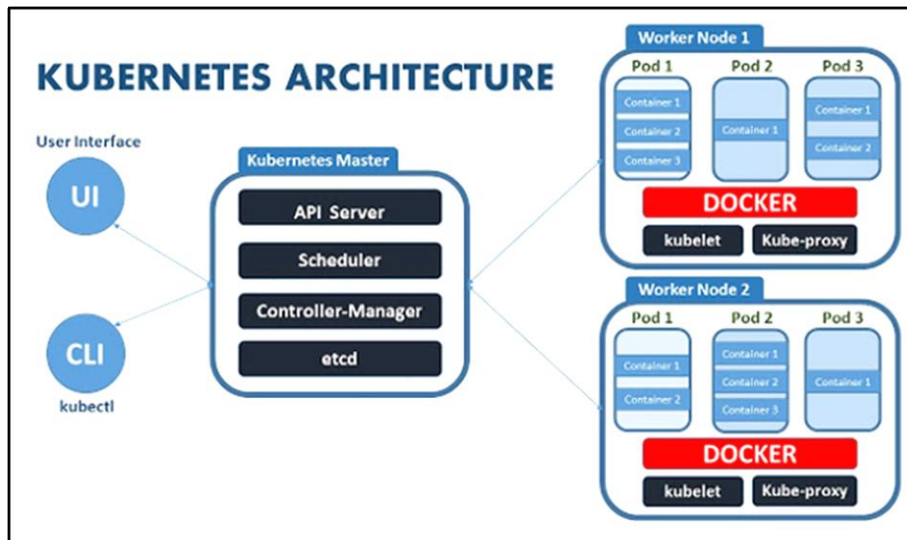 KUBERNETES ARCHITECTURE
User Interface
UI
CLI
kubectl
Kubernetes Master
API Server
Scheduler
Controller-Manager
etcd
Worker Node 1
Pod 1 Pod 2 Pod 3
Container 1
Container 2
Container 3
Container 1
Container 1
Container 2
DOCKER
kubelet Kube-proxy
Worker Node 2
Pod 1 Pod 2 Pod 3
Container 1
Container 2
Container 1
Container 2
Container 3
Container 1
DOCKER
kubelet Kube-proxy